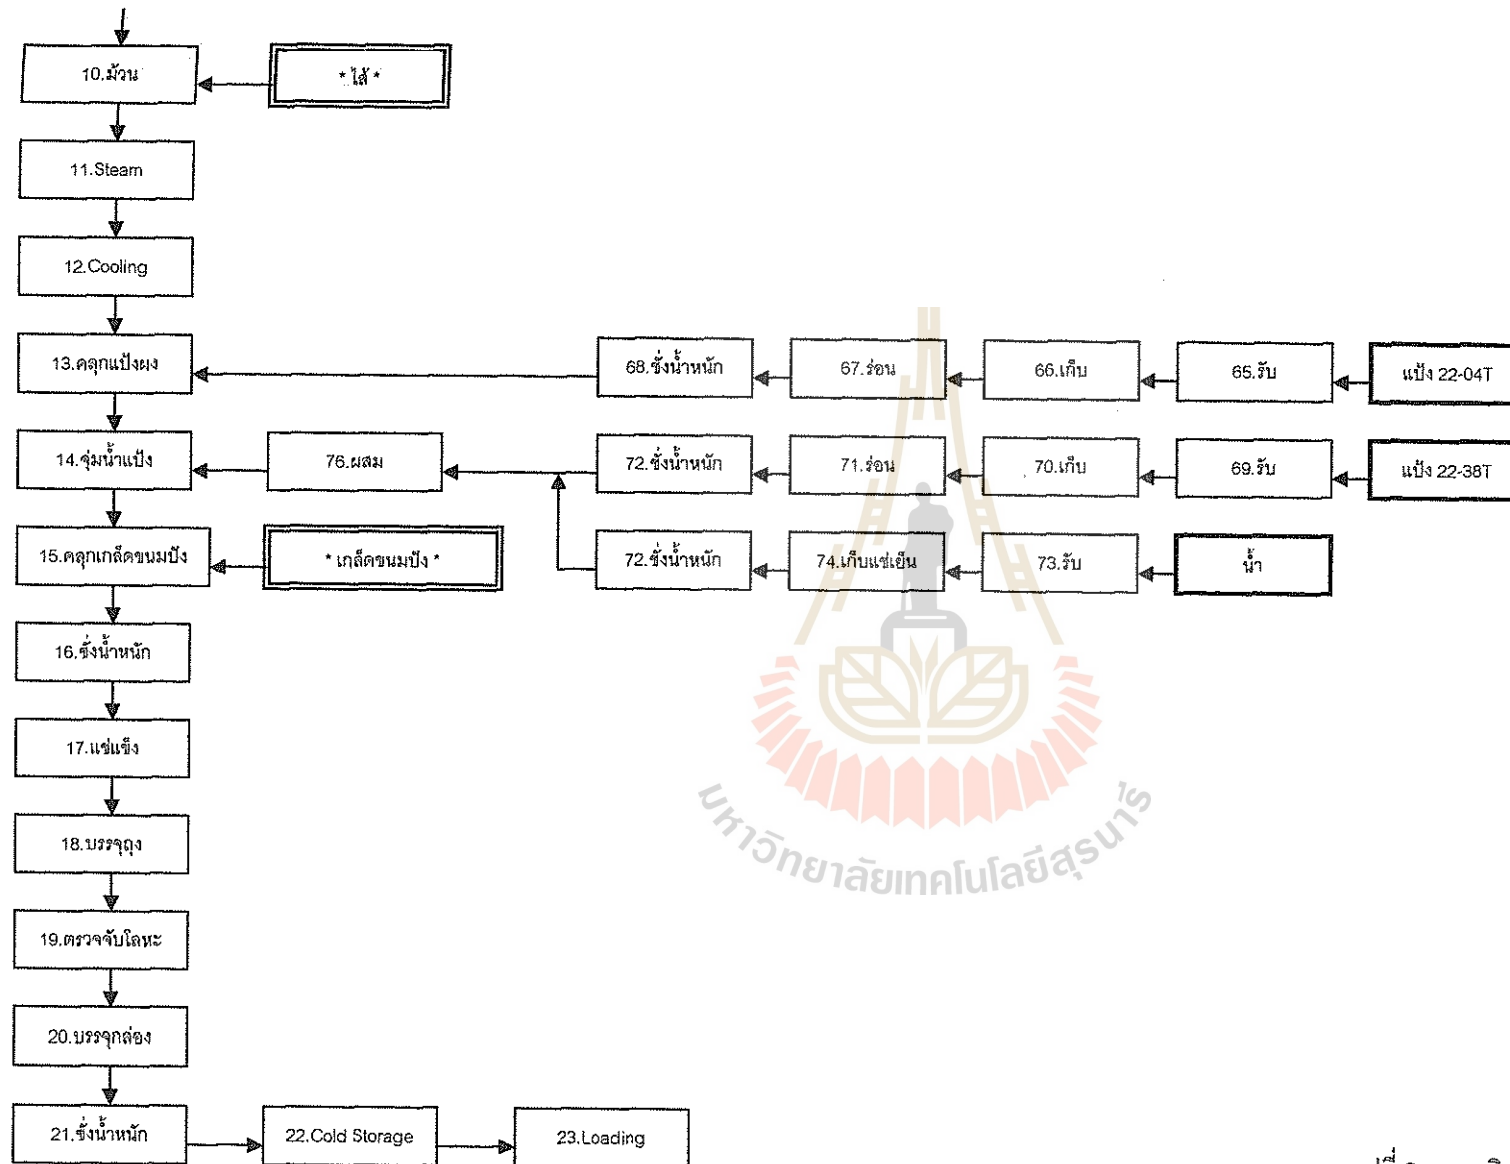 10.ม้วน
* ไส้ *
11.Steam
12.Cooling
13.คลุกแป้งผง
68.ชั่งน้ำหนัก
67.ร่อน
66.เก็บ
65.รับ
แป้ง 22-04T
14.จุ่มน้ำแป้ง
76.ผสม
72.ชั่งน้ำหนัก
71.ร่อน
70.เก็บ
69.รับ
แป้ง 22-38T
15.คลุกเกล็ดขนมปัง
* เกล็ดขนมปัง *
72.ชั่งน้ำหนัก
74.เก็บแช่เย็น
73.รับ
น้ำ
16.ชั่งน้ำหนัก
17.แช่แข็ง
18.บรรจุถุง
19.ตรวจจับโลหะ
20.บรรจุกล่อง
21.ชั่งน้ำหนัก
22.Cold Storage
23.Loading
มหาวิทยาลัยเทคโนโลยีสุรนารี